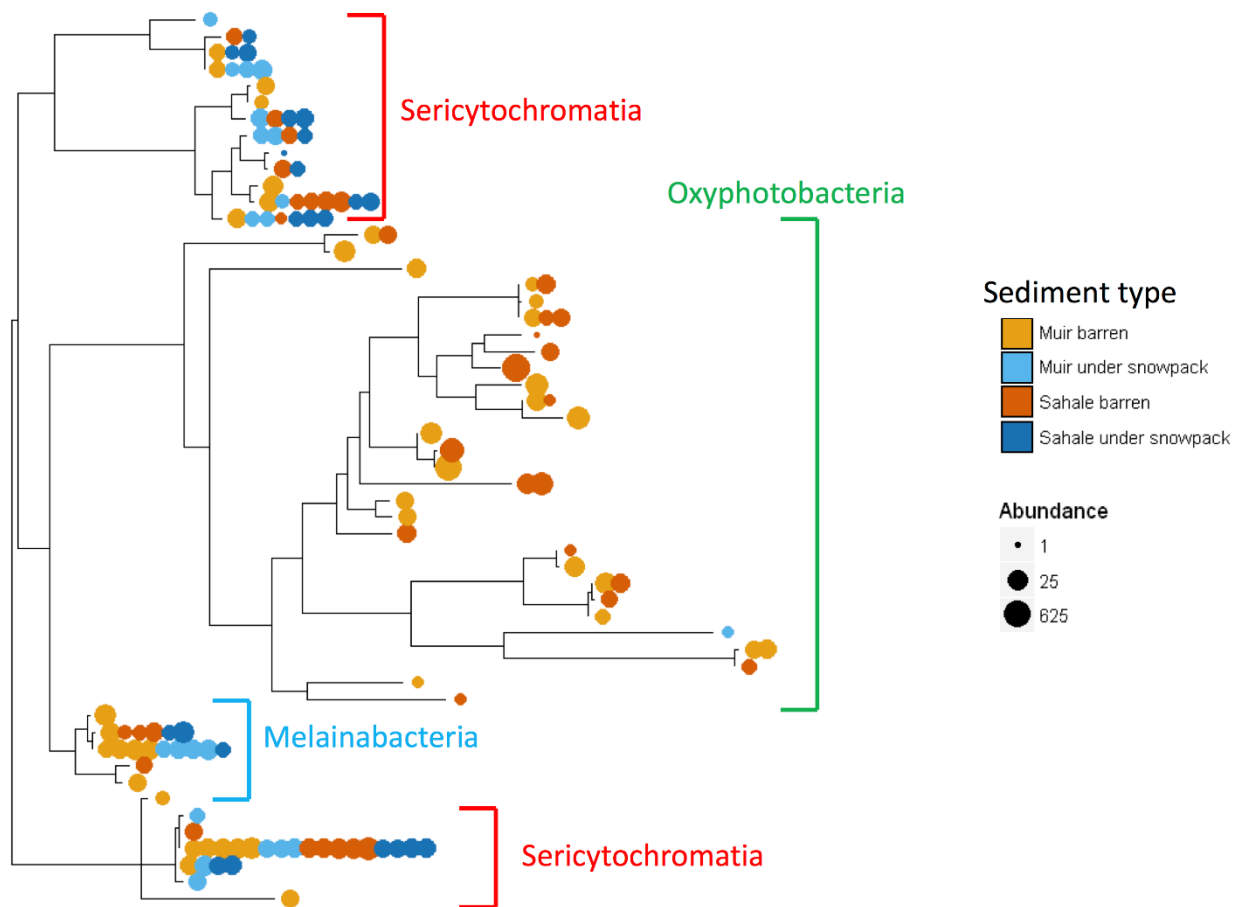 Sericytochromatia
Oxyphotobacteria
Sediment type
Muir barren
Muir under snowpack
Sahale barren
Sahale under snowpack
Abundance
1
25
625
Melainabacteria
Sericytochromatia